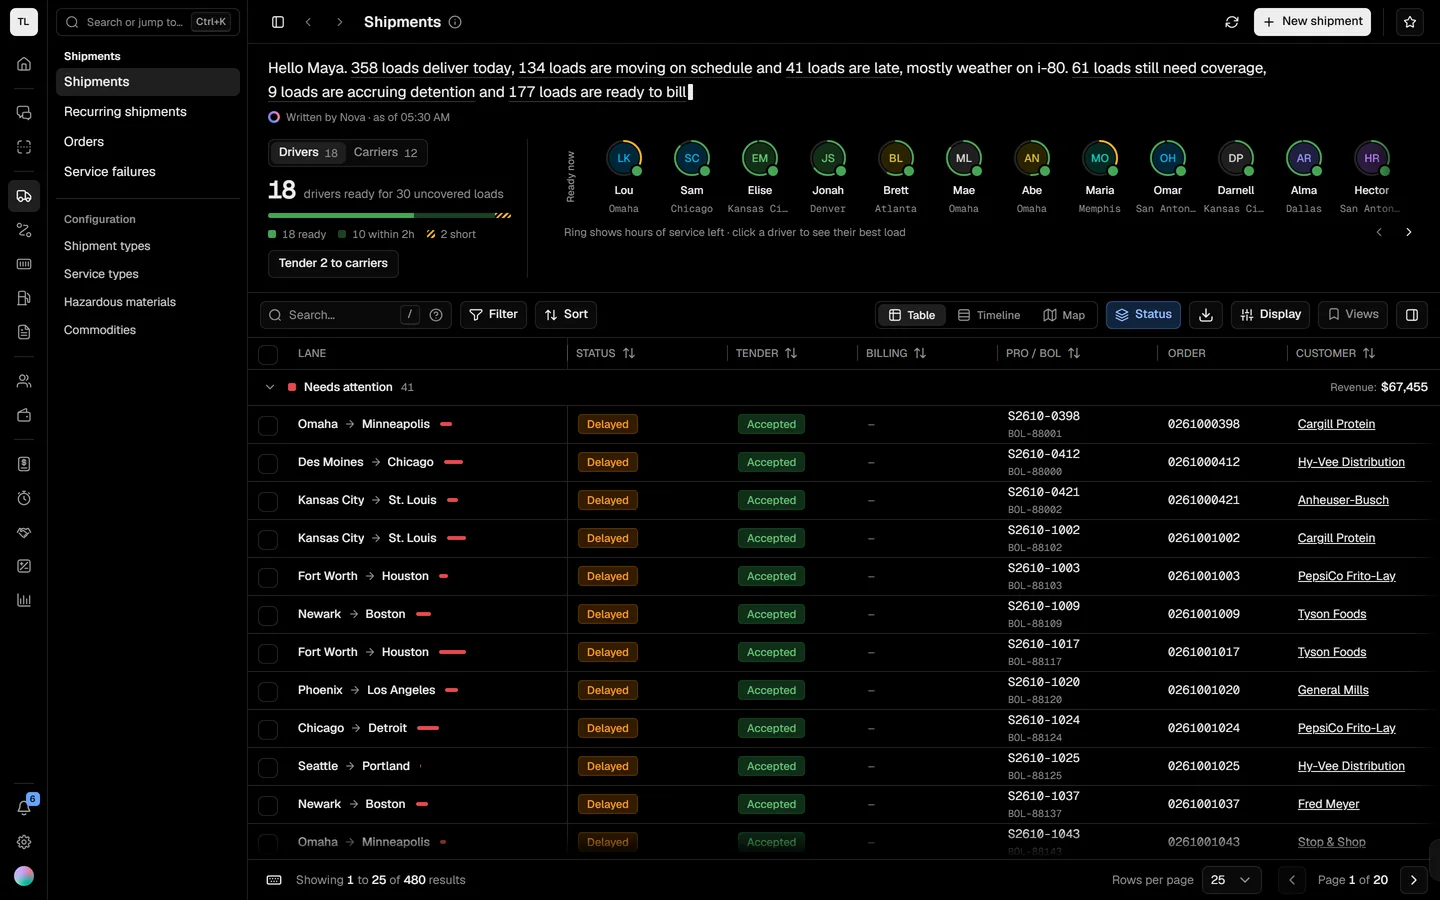 TL
Search or jump to... Ctrl+K
Shipments
Shipments
Recurring shipments
Orders
Service failures
Configuration
Shipment types
Service types
Hazardous materials
Commodities
6
Shipments
New shipment
Hello Maya. 358 loads deliver today, 134 loads are moving on schedule and 41 loads are late, mostly weather on i-80. 61 loads still need coverage,
9 loads are accruing detention and 177 loads are ready to bill
Written by Nova · as of 05:30 AM
Drivers 18 Carriers 12
18 drivers ready for 30 uncovered loads
18 ready 10 within 2h 2 short
Tender 2 to carriers
Ready now
LK SC EM JS BL ML AN MO OH DP AR HR
Lou Sam Elise Jonah Brett Mae Abe Maria Omar Darnell Alma Hector
Omaha Chicago Kansas Ci… Denver Atlanta Omaha Omaha Memphis San Anton… Kansas Ci… Dallas San Anton…
Ring shows hours of service left · click a driver to see their best load
Search... / Filter Sort Table Timeline Map Status Display Views
LANE STATUS TENDER BILLING PRO / BOL ORDER CUSTOMER
Needs attention 41 Revenue: $67,455
Omaha → Minneapolis Delayed Accepted – S2610-0398 0261000398 Cargill Protein
BOL-88001
Des Moines → Chicago Delayed Accepted – S2610-0412 0261000412 Hy-Vee Distribution
BOL-88000
Kansas City → St. Louis Delayed Accepted – S2610-0421 0261000421 Anheuser-Busch
BOL-88002
Kansas City → St. Louis Delayed Accepted – S2610-1002 0261001002 Cargill Protein
BOL-88102
Fort Worth → Houston Delayed Accepted – S2610-1003 0261001003 PepsiCo Frito-Lay
BOL-88103
Newark → Boston Delayed Accepted – S2610-1009 0261001009 Tyson Foods
BOL-88109
Fort Worth → Houston Delayed Accepted – S2610-1017 0261001017 Tyson Foods
BOL-88117
Phoenix → Los Angeles Delayed Accepted – S2610-1020 0261001020 General Mills
BOL-88120
Chicago → Detroit Delayed Accepted – S2610-1024 0261001024 PepsiCo Frito-Lay
BOL-88124
Seattle → Portland Delayed Accepted – S2610-1025 0261001025 Hy-Vee Distribution
BOL-88125
Newark → Boston Delayed Accepted – S2610-1037 0261001037 Fred Meyer
BOL-88137
Omaha → Minneapolis Delayed Accepted – S2610-1043 0261001043 Stop & Shop
BOL-88143
Showing 1 to 25 of 480 results Rows per page 25 Page 1 of 20